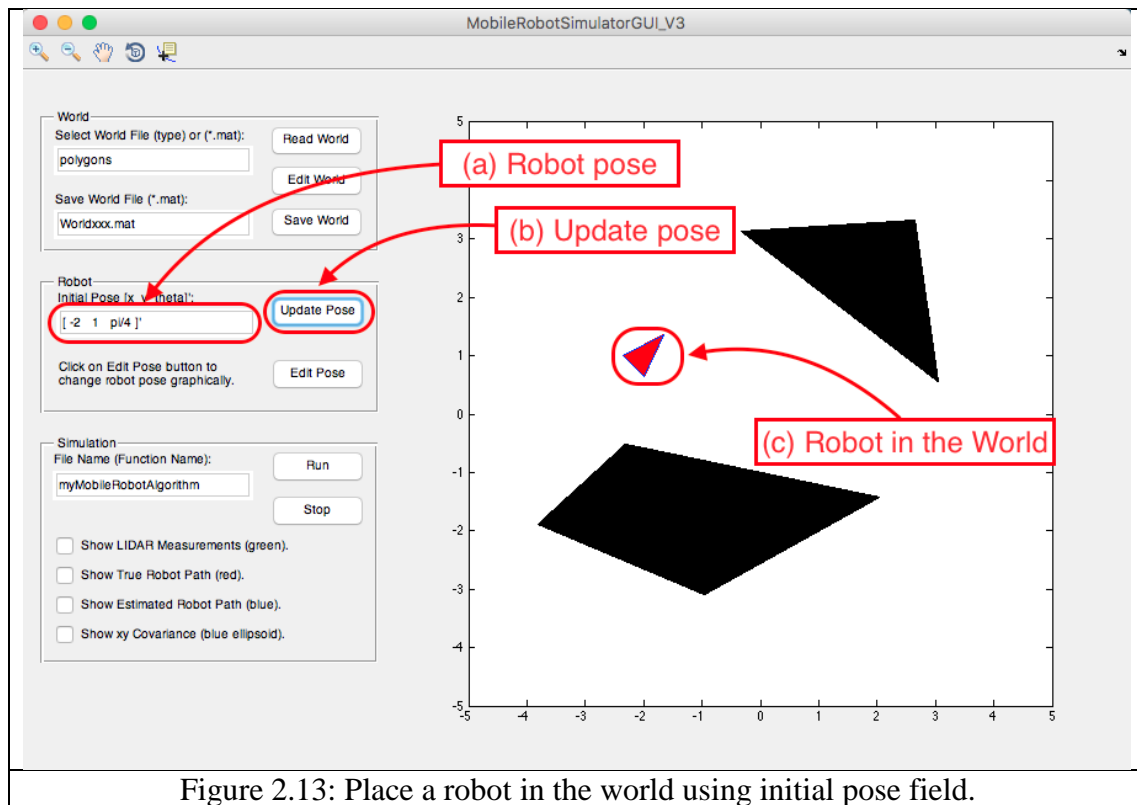 MobileRobotSimulatorGUI_V3
World
Select World File (type) or (*.mat):
polygons
Read World
Edit World
Save World File (*.mat):
Worldxxx.mat
Save World
(a) Robot pose
(b) Update pose
Robot
Initial Pose [x y theta]':
[ -2 1 pi/4 ]'
Update Pose
Click on Edit Pose button to
change robot pose graphically.
Edit Pose
(c) Robot in the World
Simulation
File Name (Function Name):
myMobileRobotAlgorithm
Run
Stop
Show LIDAR Measurements (green).
Show True Robot Path (red).
Show Estimated Robot Path (blue).
Show xy Covariance (blue ellipsoid).
5
3
2
1
0
-1
-2
-3
-4
-5
-5 -4 -3 -2 -1 0 1 2 3 4 5
Figure 2.13: Place a robot in the world using initial pose field.